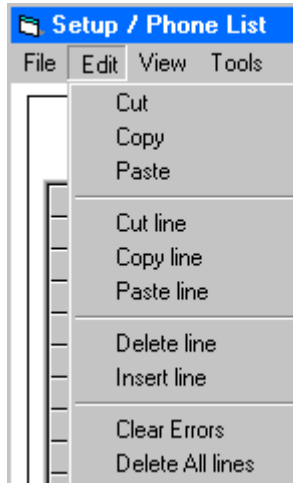 Setup / Phone List
File Edit View Tools
Cut
Copy
Paste
Cut line
Copy line
Paste line
Delete line
Insert line
Clear Errors
Delete All lines